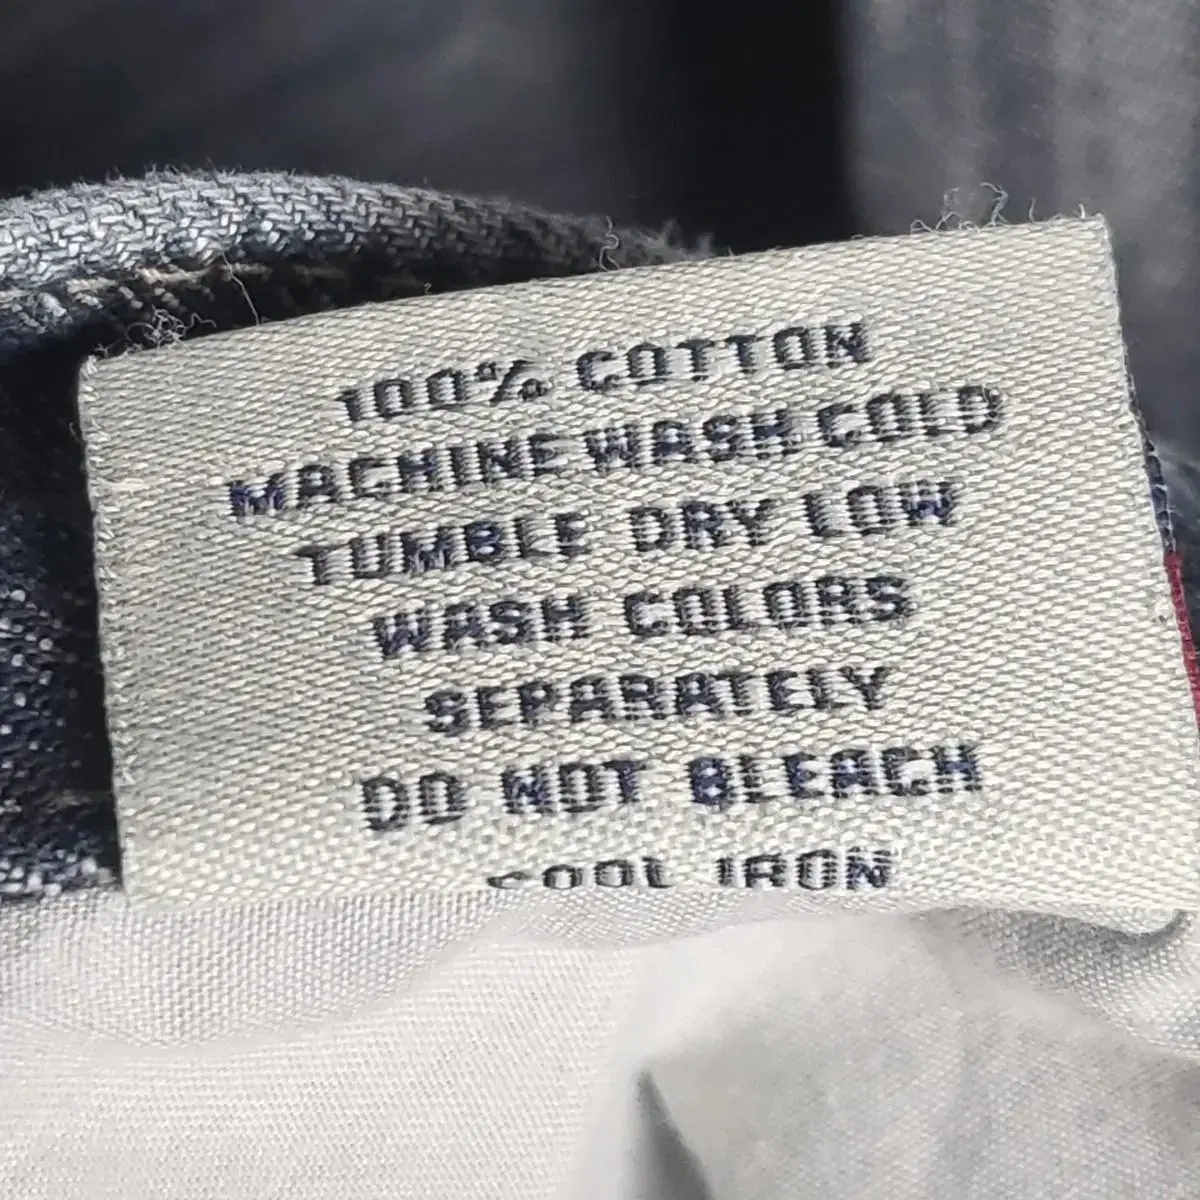 100% COTTON
MACHINE WASH COLD
TUMBLE DRY LOW
WASH COLORS
SEPARATELY
DO NOT BLEACH
COOL IRON